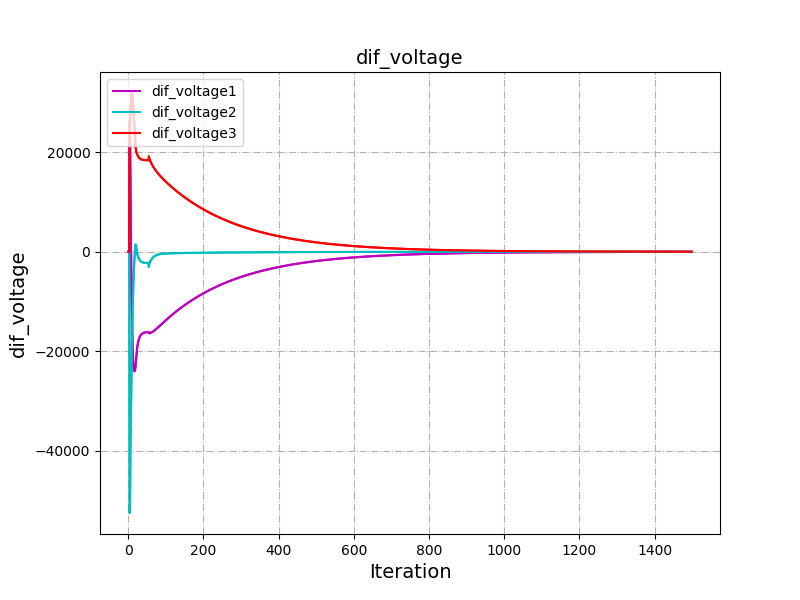 dif_voltage
dif_voltage1
dif_voltage2
dif_voltage3
20000
0
−20000
−40000
dif_voltage
0 200 400 600 800 1000 1200 1400
Iteration